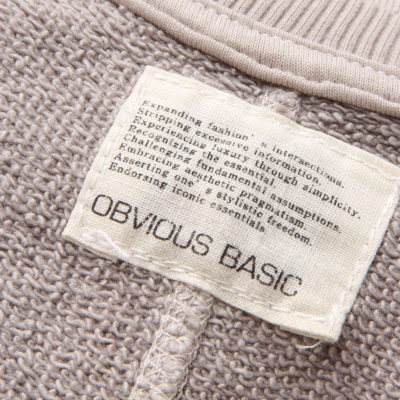 Expanding fashion's intersections.
Stripping excessive information.
Experiencing luxury through simplicity.
Recognizing the essential.
Challenging fundamental assumptions.
Embracing aesthetic pragmatism.
Asserting one's stylistic freedom.
Endorsing iconic essentials.
OBVIOUS BASIC